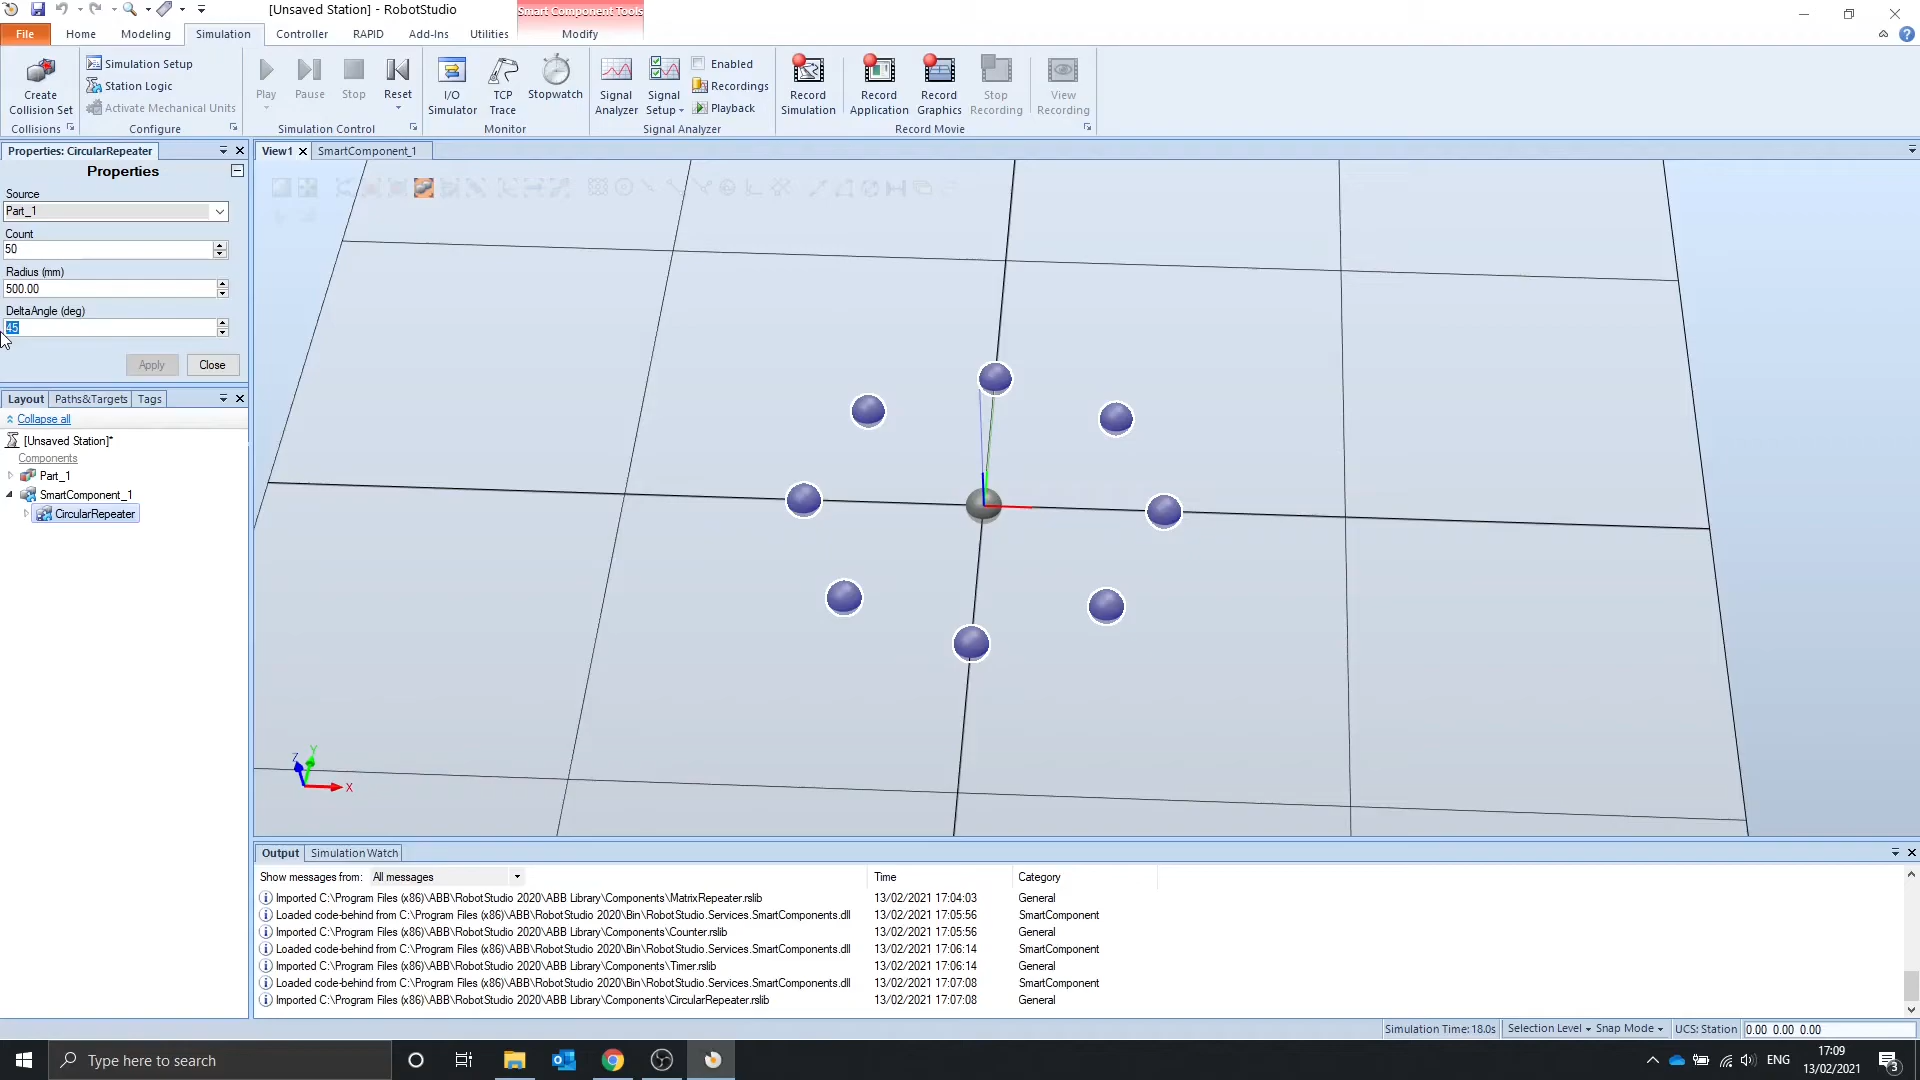 [Unsaved Station] - RobotStudio
Smart Component Tools
File Home Modeling Simulation Controller RAPID Add-Ins Utilities Modify
Create Collision Set
Collisions
Simulation Setup
Station Logic
Activate Mechanical Units
Configure
Play
Pause
Stop
Reset
Simulation Control
I/O Simulator
TCP Trace
Stopwatch
Monitor
Signal Analyzer
Signal Setup
Enabled
Recordings
Playback
Signal Analyzer
Record Simulation
Record Application
Record Graphics
Stop Recording
View Recording
Record Movie
Properties: CircularRepeater
Properties
Source
Part_1
Count
50
Radius (mm)
500.00
DeltaAngle (deg)
45
Apply Close
Layout Paths&Targets Tags
Collapse all
[Unsaved Station]*
Components
Part_1
SmartComponent_1
CircularRepeater
View1 SmartComponent_1
Z Y X
Output Simulation Watch
Show messages from: All messages Time Category
Imported C:\Program Files (x86)\ABB\RobotStudio 2020\ABB Library\Components\MatrixRepeater.rslib 13/02/2021 17:04:03 General
Loaded code-behind from C:\Program Files (x86)\ABB\RobotStudio 2020\Bin\RobotStudio.Services.SmartComponents.dll 13/02/2021 17:05:56 SmartComponent
Imported C:\Program Files (x86)\ABB\RobotStudio 2020\ABB Library\Components\Counter.rslib 13/02/2021 17:05:56 General
Loaded code-behind from C:\Program Files (x86)\ABB\RobotStudio 2020\Bin\RobotStudio.Services.SmartComponents.dll 13/02/2021 17:06:14 SmartComponent
Imported C:\Program Files (x86)\ABB\RobotStudio 2020\ABB Library\Components\Timer.rslib 13/02/2021 17:06:14 General
Loaded code-behind from C:\Program Files (x86)\ABB\RobotStudio 2020\Bin\RobotStudio.Services.SmartComponents.dll 13/02/2021 17:07:08 SmartComponent
Imported C:\Program Files (x86)\ABB\RobotStudio 2020\ABB Library\Components\CircularRepeater.rslib 13/02/2021 17:07:08 General
Simulation Time: 18.0s Selection Level Snap Mode UCS: Station 0.00 0.00 0.00
Type here to search
ENG
17:09
13/02/2021
3